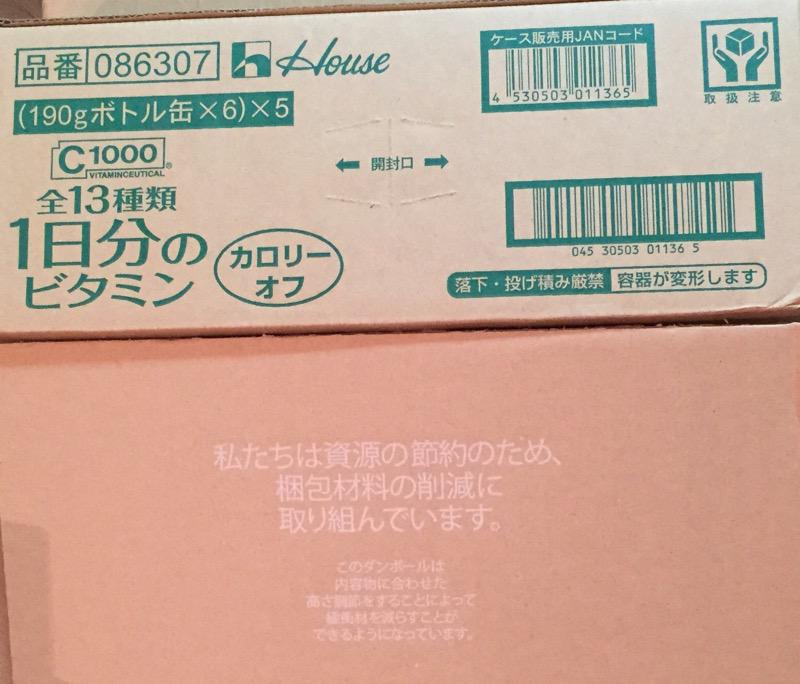 品番 086307 House
(190gボトル缶×6)×5
C1000
VITAMINCEUTICAL
全13種類
1日分の
ビタミン
カロリー
オフ
開封口
ケース販売用JANコード
4 530503 011365
取扱注意
045 30503 01136 5
落下・投げ積み厳禁 容器が変形します
私たちは資源の節約のため、
梱包材料の削減に
取り組んでいます。
このダンボールは
内容物に合わせた
高さ調節をすることによって
緩衝材を減らすことが
できるようになっています。